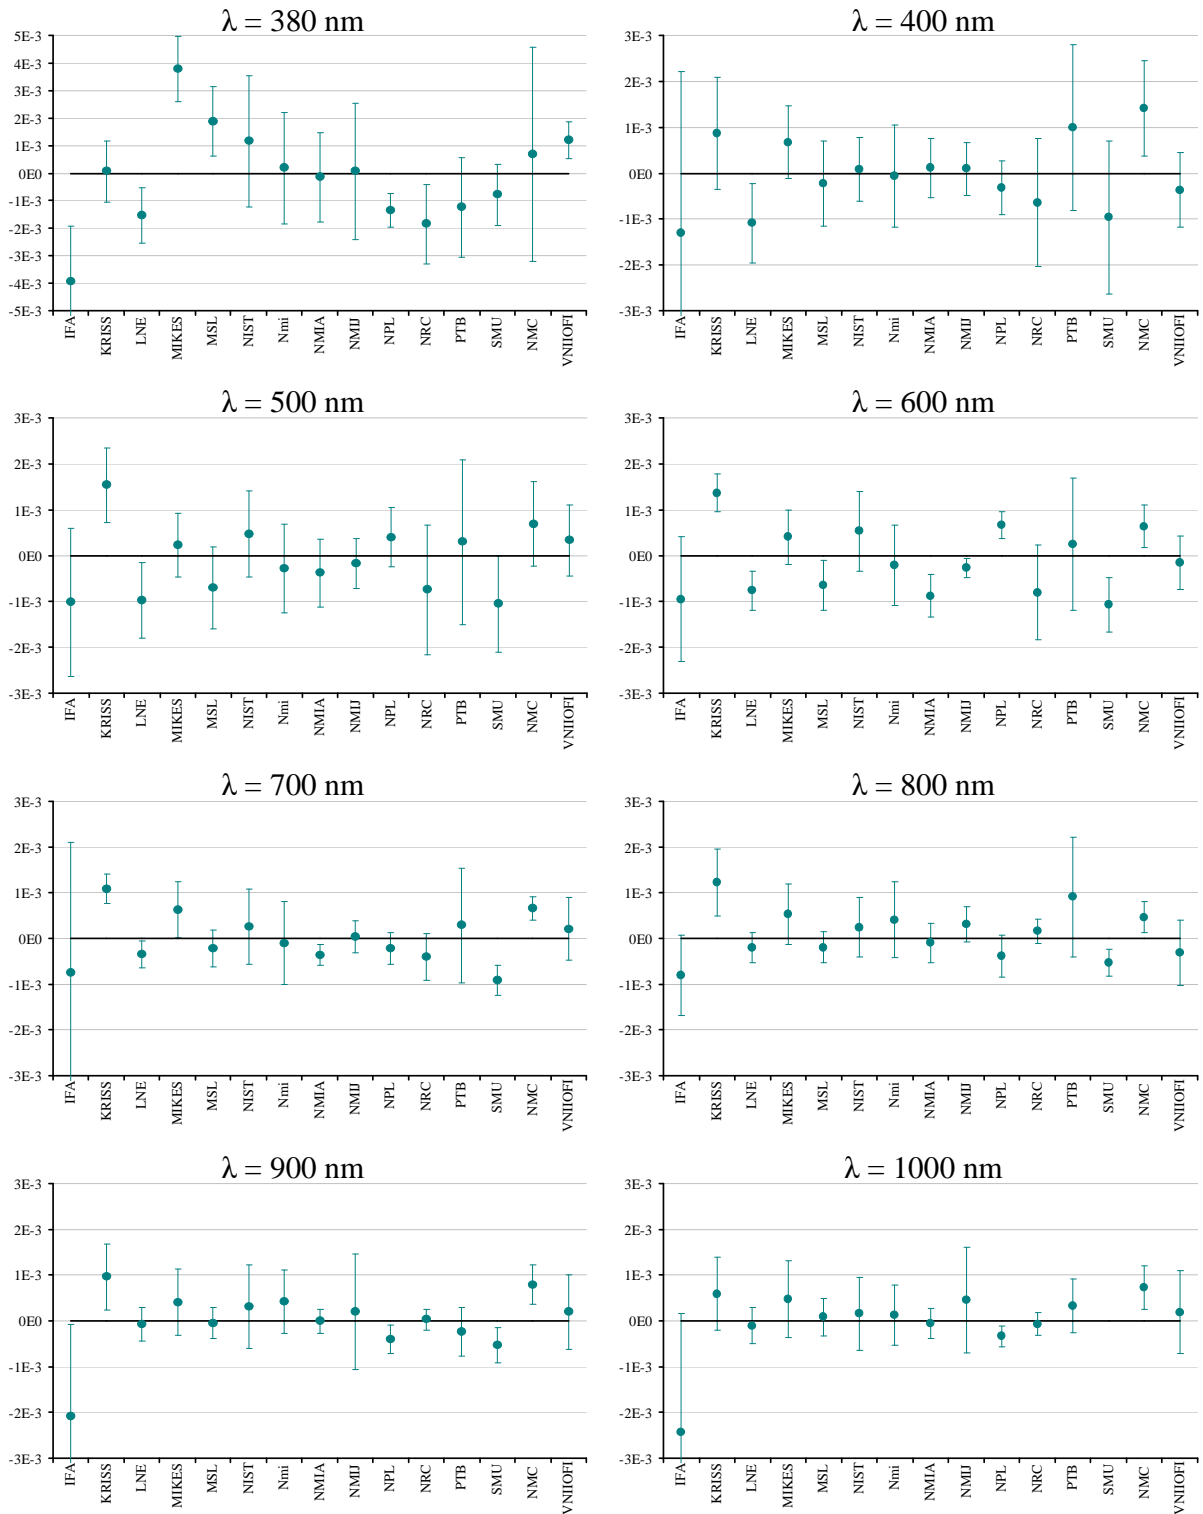 λ = 380 nm
5E-3
4E-3
3E-3
2E-3
1E-3
0E0
-1E-3
-2E-3
-3E-3
-4E-3
-5E-3
IFA KRISS LNE MIKES MSL NIST Nmi NMIA NMIJ NPL NRC PTB SMU NMC VNIIOFI
λ = 400 nm
3E-3
2E-3
1E-3
0E0
-1E-3
-2E-3
-3E-3
IFA KRISS LNE MIKES MSL NIST Nmi NMIA NMIJ NPL NRC PTB SMU NMC VNIIOFI
λ = 500 nm
3E-3
2E-3
1E-3
0E0
-1E-3
-2E-3
-3E-3
IFA KRISS LNE MIKES MSL NIST Nmi NMIA NMIJ NPL NRC PTB SMU NMC VNIIOFI
λ = 600 nm
3E-3
2E-3
1E-3
0E0
-1E-3
-2E-3
-3E-3
IFA KRISS LNE MIKES MSL NIST Nmi NMIA NMIJ NPL NRC PTB SMU NMC VNIIOFI
λ = 700 nm
3E-3
2E-3
1E-3
0E0
-1E-3
-2E-3
-3E-3
IFA KRISS LNE MIKES MSL NIST Nmi NMIA NMIJ NPL NRC PTB SMU NMC VNIIOFI
λ = 800 nm
3E-3
2E-3
1E-3
0E0
-1E-3
-2E-3
-3E-3
IFA KRISS LNE MIKES MSL NIST Nmi NMIA NMIJ NPL NRC PTB SMU NMC VNIIOFI
λ = 900 nm
3E-3
2E-3
1E-3
0E0
-1E-3
-2E-3
-3E-3
IFA KRISS LNE MIKES MSL NIST Nmi NMIA NMIJ NPL NRC PTB SMU NMC VNIIOFI
λ = 1000 nm
3E-3
2E-3
1E-3
0E0
-1E-3
-2E-3
-3E-3
IFA KRISS LNE MIKES MSL NIST Nmi NMIA NMIJ NPL NRC PTB SMU NMC VNIIOFI